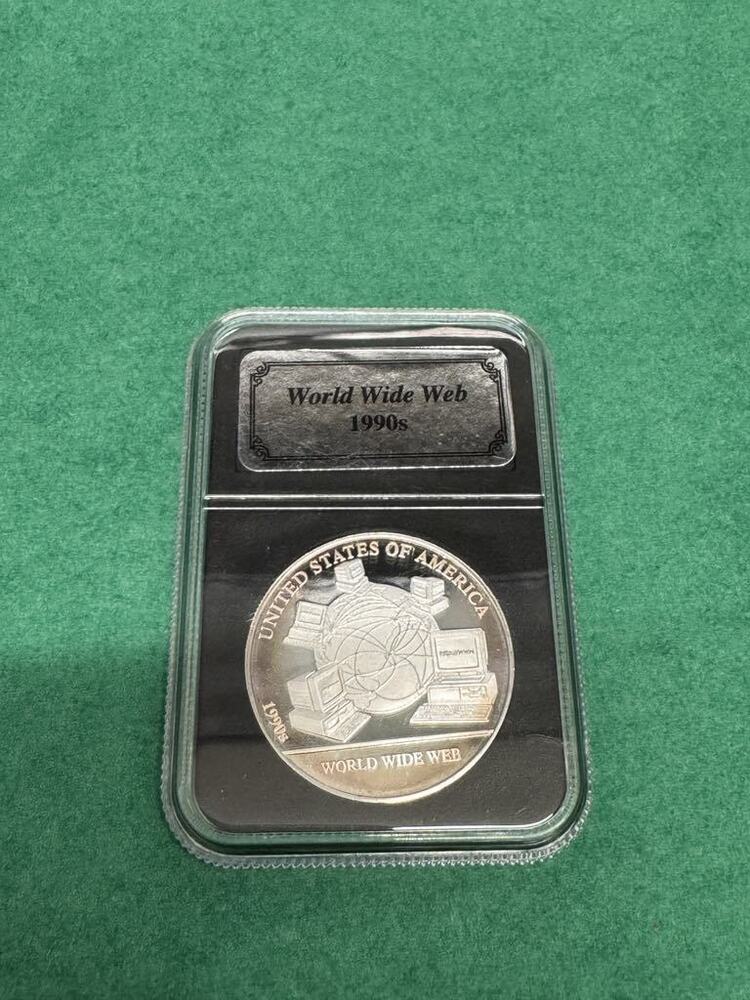 World Wide Web
1990s
UNITED STATES OF AMERICA
1990s
WORLD WIDE WEB